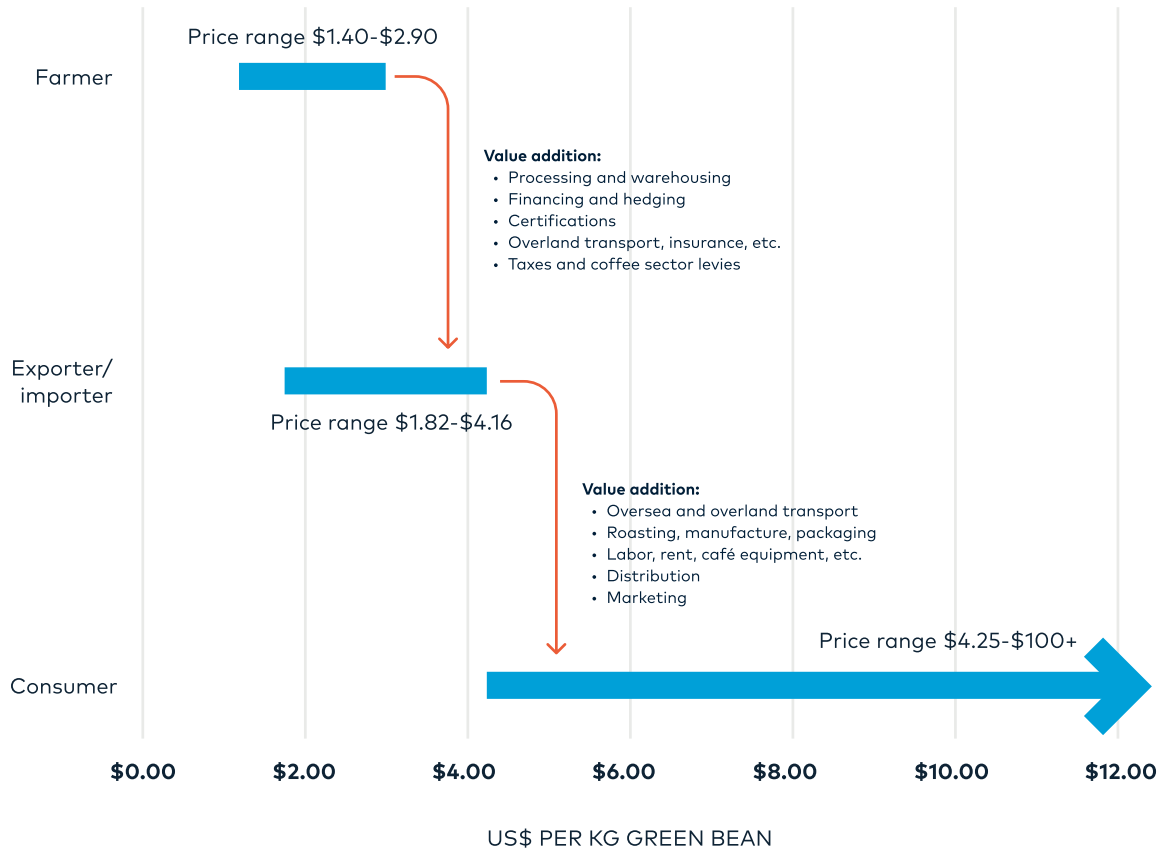 Price range $1.40-$2.90
Farmer
Value addition:
• Processing and warehousing
• Financing and hedging
• Certifications
• Overland transport, insurance, etc.
• Taxes and coffee sector levies
Exporter/
importer
Price range $1.82-$4.16
Value addition:
• Oversea and overland transport
• Roasting, manufacture, packaging
• Labor, rent, café equipment, etc.
• Distribution
• Marketing
Price range $4.25-$100+
Consumer
$0.00 $2.00 $4.00 $6.00 $8.00 $10.00 $12.00
US$ PER KG GREEN BEAN